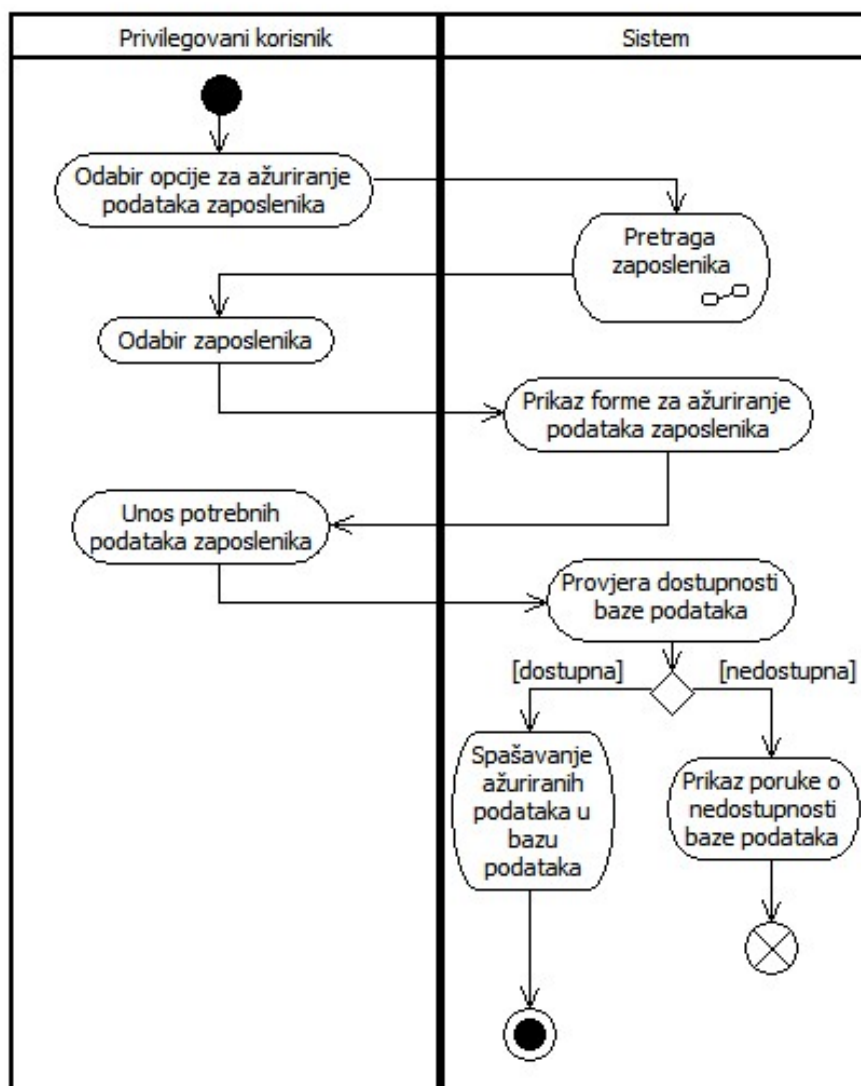 Privilegovani korisnik
Sistem
Odabir opcije za ažuriranje
podataka zaposlenika
Pretraga
zaposlenika
Odabir zaposlenika
Prikaz forme za ažuriranje
podataka zaposlenika
Unos potrebnih
podataka zaposlenika
Provjera dostupnosti
baze podataka
[dostupna]
[nedostupna]
Spašavanje
ažuriranih
podataka u
bazu
podataka
Prikaz poruke o
nedostupnosti
baze podataka